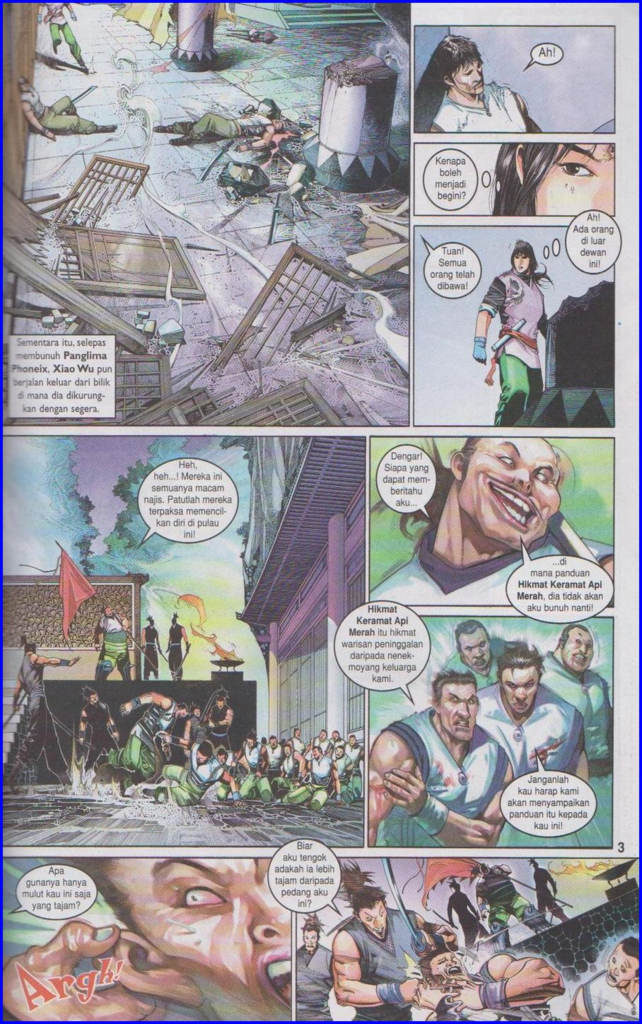 Sementara itu, selepas
membunuh Panglima
Phoneix, Xiao Wu pun
berjalan keluar dari bilik
di mana dia dikurung-
kan dengan segera.
Ah!
Kenapa
boleh
menjadi
begini?
Ah!
Ada orang
di luar
dewan
ini!
Tuan!
Semua
orang telah
dibawa!
Heh,
heh...! Mereka ini
semuanya macam
najis. Patutlah mereka
terpaksa memencil-
kan diri di pulau
ini!
Dengar!
Siapa yang
dapat mem-
beritahu
aku...
...di
mana panduan
Hikmat Keramat Api
Merah, dia tidak akan
aku bunuh nanti!
Hikmat
Keramat Api
Merah itu hikmat
warisan peninggalan
daripada nenek-
moyang keluarga
kami.
Janganlah
kau harap kami
akan menyampaikan
panduan itu kepada
kau ini!
3
Apa
gunanya hanya
mulut kau ini saja
yang tajam?
Argh!
Biar
aku tengok
adakah ia lebih
tajam daripada
pedang aku
ini?